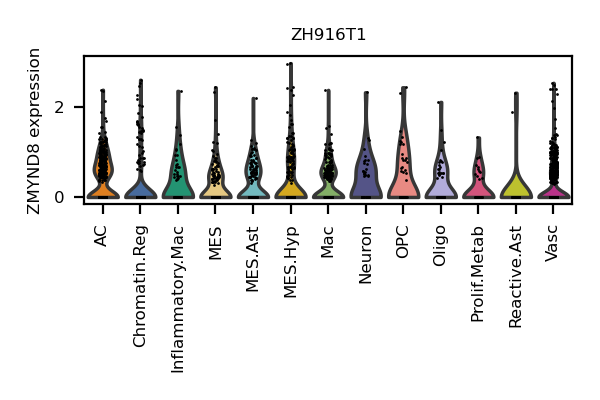 ZH916T1
ZMYND8 expression
2
0
AC
Chromatin.Reg
Inflammatory.Mac
MES
MES.Ast
MES.Hyp
Mac
Neuron
OPC
Oligo
Prolif.Metab
Reactive.Ast
Vasc